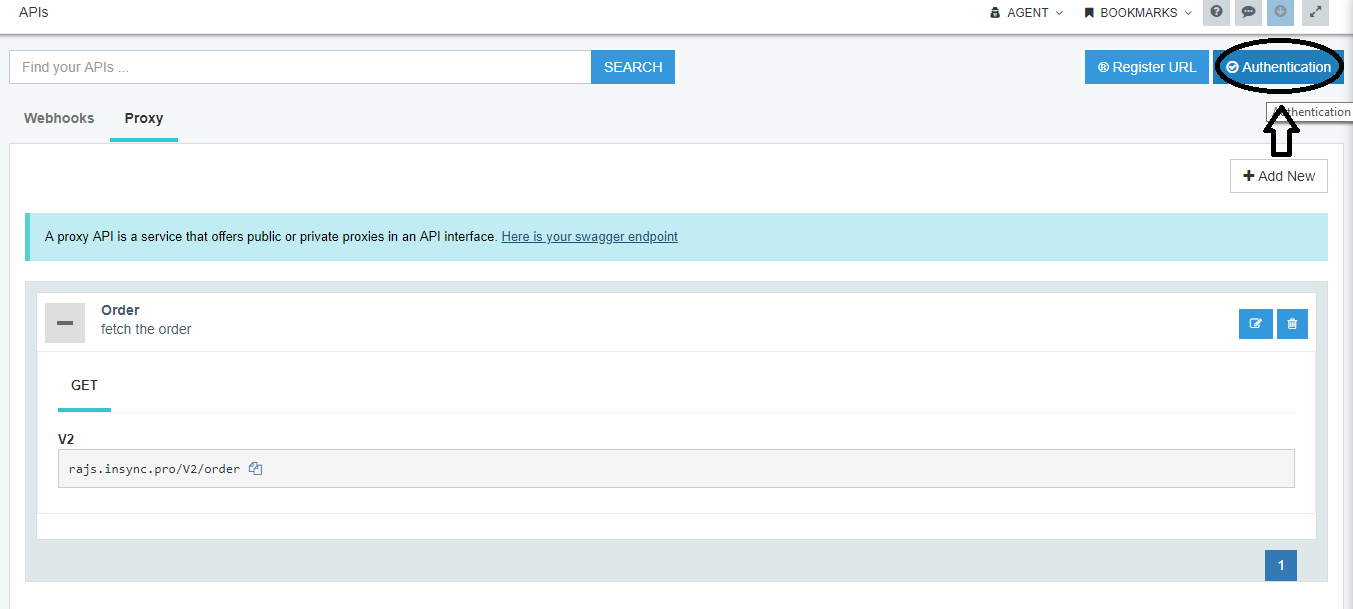 APIs
AGENT
BOOKMARKS
Find your APIs ...
SEARCH
® Register URL
Authentication
Webhooks
Proxy
Authentication
Add New
A proxy API is a service that offers public or private proxies in an API interface. Here is your swagger endpoint
Order
fetch the order
GET
V2
rajs.insync.pro/V2/order
1